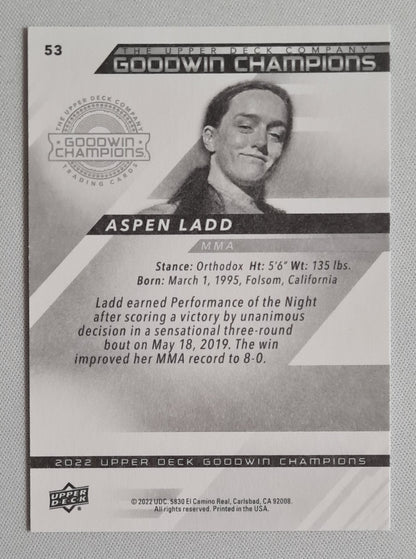 53
THE UPPER DECK COMPANY
GOODWIN CHAMPIONS
THE UPPER DECK COMPANY
GOODWIN
CHAMPIONS
TRADING CARDS
ASPEN LADD
MMA
Stance: Orthodox Ht: 5'6" Wt: 135 lbs.
Born: March 1, 1995, Folsom, California
Ladd earned Performance of the Night
after scoring a victory by unanimous
decision in a sensational three-round
bout on May 18, 2019. The win
improved her MMA record to 8-0.
2022 UPPER DECK GOODWIN CHAMPIONS
UPPER
DECK
© 2022 UDC. 5830 El Camino Real, Carlsbad, CA 92008.
All rights reserved. Printed in the USA.